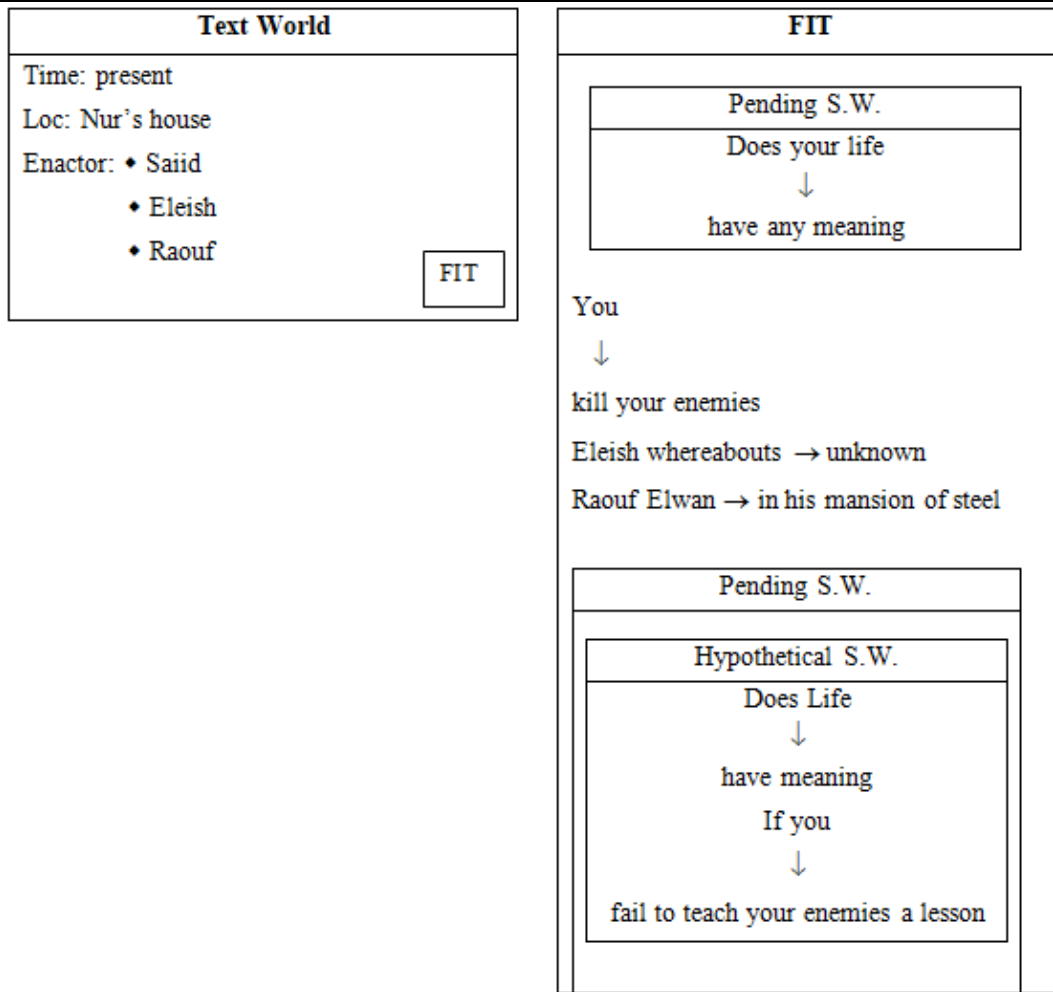 Text World
Time: present
Loc: Nur's house
Enactor: • Saiid
• Eleish
• Raouf
FIT
FIT
Pending S.W.
Does your life
↓
have any meaning
You
↓
kill your enemies
Eleish whereabouts → unknown
Raouf Elwan → in his mansion of steel
Pending S.W.
Hypothetical S.W.
Does Life
↓
have meaning
If you
↓
fail to teach your enemies a lesson